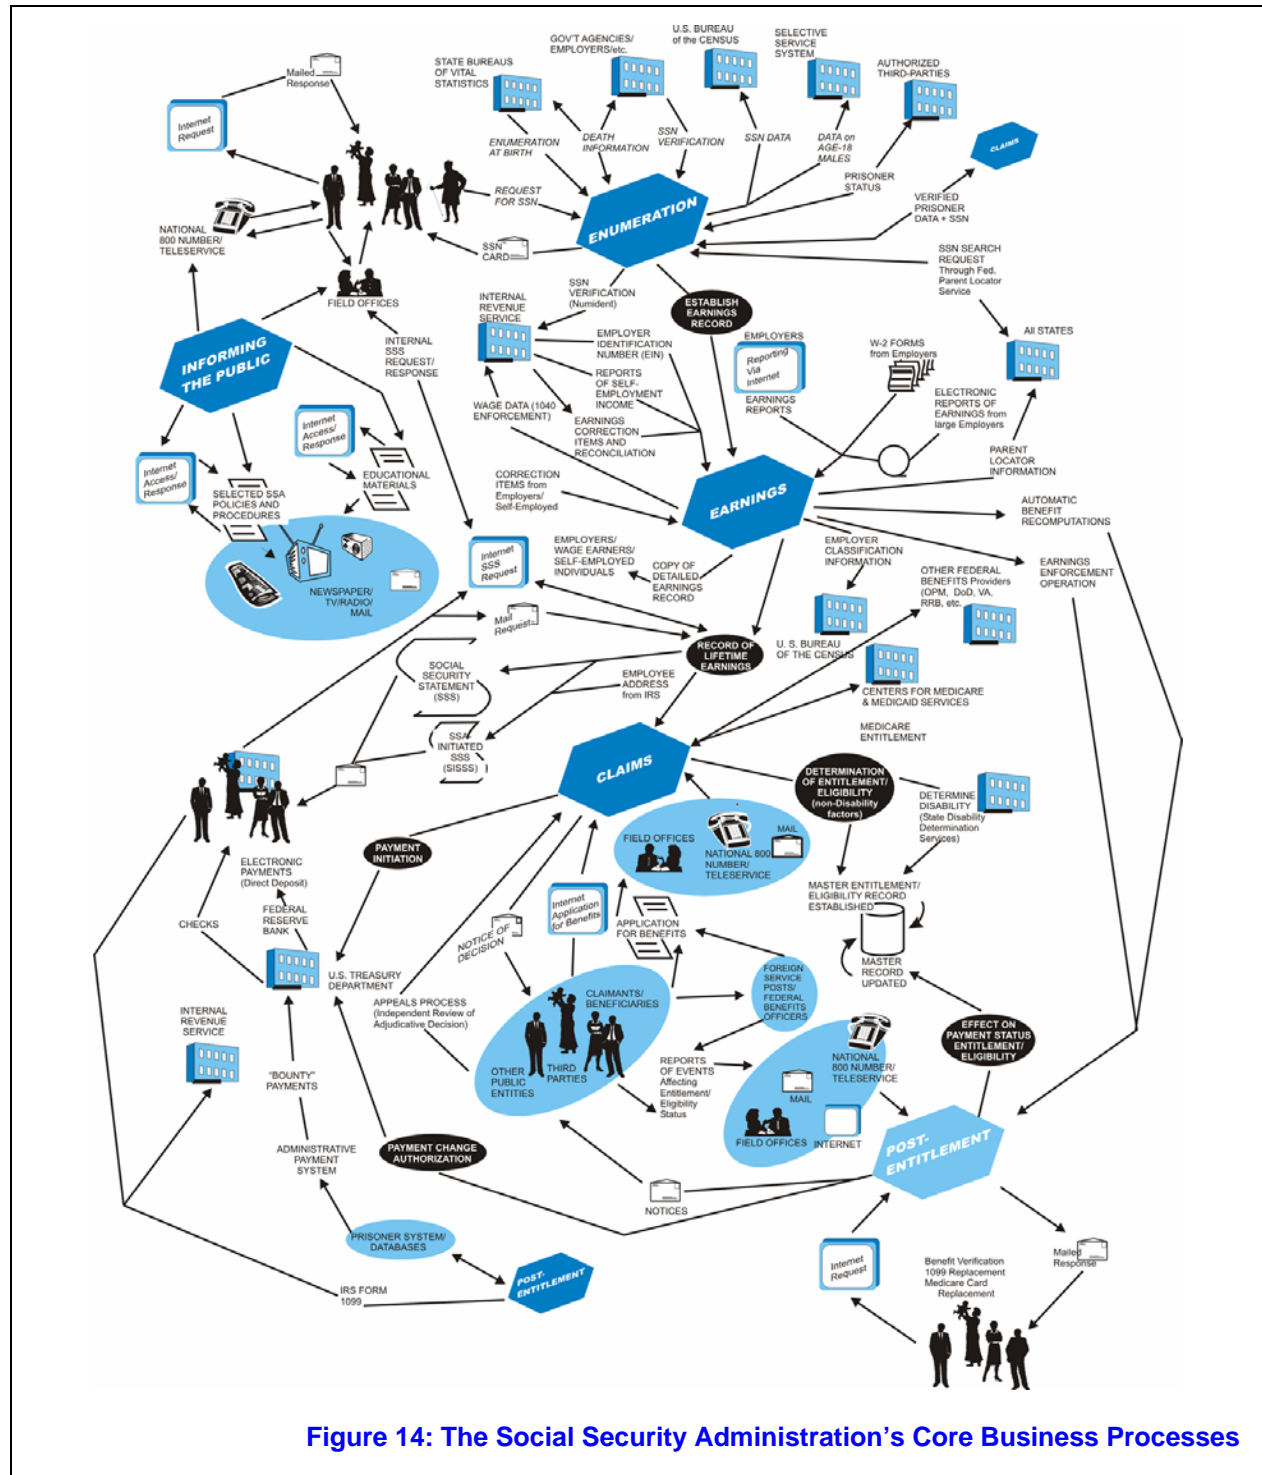 Mailed
Response
Internet
Request
STATE BUREAUS
OF VITAL
STATISTICS
GOV'T AGENCIES/
EMPLOYERS/etc.
U.S. BUREAU
of the CENSUS
SELECTIVE
SERVICE
SYSTEM
AUTHORIZED
THIRD-PARTIES
CLAIMS
ENUMERATION
AT BIRTH
DEATH
INFORMATION
SSN
VERIFICATION
SSN DATA
DATA on
AGE-18
MALES
PRISONER
STATUS
VERIFIED
PRISONER
DATA + SSN
REQUEST
FOR SSN
ENUMERATION
NATIONAL
800 NUMBER/
TELESERVICE
SSN
CARD
SSN SEARCH
REQUEST
Through Fed.
Parent Locator
Service
FIELD OFFICES
SSN
VERIFICATION
(Numident)
INTERNAL
REVENUE
SERVICE
ESTABLISH
EARNINGS
RECORD
INFORMING
THE PUBLIC
INTERNAL
SSS
REQUEST/
RESPONSE
EMPLOYER
IDENTIFICATION
NUMBER (EIN)
EMPLOYERS
Reporting
Via
Internet
EARNINGS
REPORTS
W-2 FORMS
from Employers
All STATES
REPORTS
OF SELF-
EMPLOYMENT
INCOME
WAGE DATA (1040
ENFORCEMENT)
EARNINGS
CORRECTION
ITEMS AND
RECONCILIATION
ELECTRONIC
REPORTS OF
EARNINGS from
large Employers
Internet
Access/
Response
Internet
Access/
Response
EDUCATIONAL
MATERIALS
SELECTED SSA
POLICIES AND
PROCEDURES
PARENT
LOCATOR
INFORMATION
CORRECTION
ITEMS from
Employers/
Self-Employed
EARNINGS
AUTOMATIC
BENEFIT
RECOMPUTATIONS
NEWSPAPER/
TV/RADIO/
MAIL
Internet
SSS
Request
EMPLOYERS/
WAGE EARNERS/
SELF-EMPLOYED
INDIVIDUALS
COPY OF
DETAILED
EARNINGS
RECORD
EMPLOYER
CLASSIFICATION
INFORMATION
EARNINGS
ENFORCEMENT
OPERATION
OTHER FEDERAL
BENEFITS Providers
(OPM, DoD, VA,
RRB, etc.
Mail
Request
U. S. BUREAU
OF THE CENSUS
RECORD OF
LIFETIME
EARNINGS
SOCIAL
SECURITY
STATEMENT
(SSS)
EMPLOYEE
ADDRESS
from IRS
CENTERS FOR MEDICARE
& MEDICAID SERVICES
SSA-
INITIATED
SSS
(SISSS)
MEDICARE
ENTITLEMENT
CLAIMS
DETERMINATION
OF ENTITLEMENT/
ELIGIBILITY
(non-Disability
factors)
DETERMINE
DISABILITY
(State Disability
Determination
Services)
FIELD OFFICES
NATIONAL 800
NUMBER/
TELESERVICE
MAIL
PAYMENT
INITIATION
ELECTRONIC
PAYMENTS
(Direct Deposit)
FEDERAL
RESERVE
BANK
CHECKS
MASTER ENTITLEMENT/
ELIGIBILITY RECORD
ESTABLISHED
Internet
Application
for Benefits
APPLICATION
FOR BENEFITS
NOTICE OF
DECISION
MASTER
RECORD
UPDATED
U.S. TREASURY
DEPARTMENT
FOREIGN
SERVICE
POSTS/
FEDERAL
BENEFITS
OFFICERS
APPEALS PROCESS
(Independent Review of
Adjudicative Decision)
CLAIMANTS/
BENEFICIARIES
INTERNAL
REVENUE
SERVICE
EFFECT ON
PAYMENT STATUS
ENTITLEMENT/
ELIGIBILITY
OTHER
PUBLIC
ENTITIES
THIRD
PARTIES
REPORTS
OF EVENTS
Affecting
Entitlement/
Eligibility
Status
NATIONAL
800 NUMBER/
TELESERVICE
MAIL
FIELD OFFICES
INTERNET
"BOUNTY"
PAYMENTS
POST-
ENTITLEMENT
PAYMENT CHANGE
AUTHORIZATION
ADMINISTRATIVE
PAYMENT
SYSTEM
NOTICES
PRISONER SYSTEM/
DATABASES
POST-
ENTITLEMENT
IRS FORM
1099
Internet
Request
Benefit Verification
1099 Replacement
Medicare Card
Replacement
Mailed
Response
Figure 14: The Social Security Administration's Core Business Processes